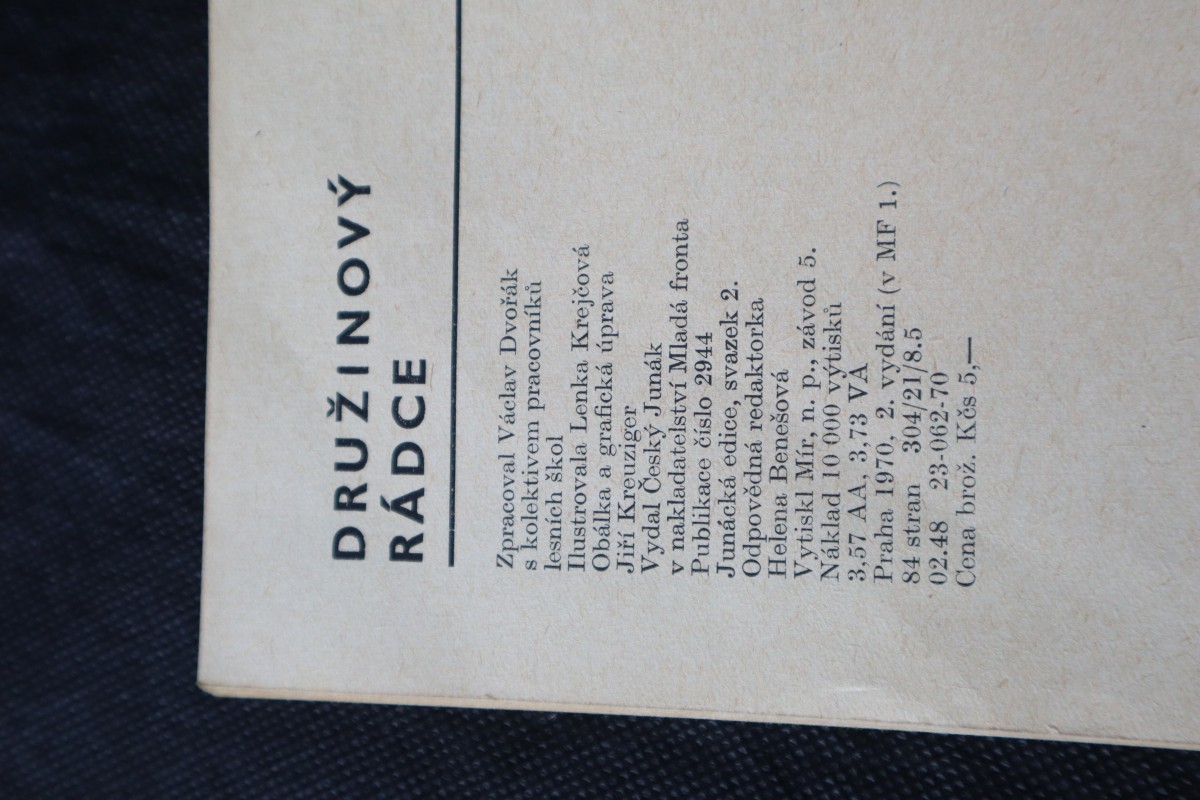 DRUŽINOVÝ
RÁDCE
Zpracoval Václav Dvořák
s kolektivem pracovníků
lesních škol
Ilustrovala Lenka Krejčová
Obálka a grafická úprava
Jiří Kreuziger
Vydal Český Junák
v nakladatelství Mladá fronta
Publikace číslo 2944
Junácká edice, svazek 2.
Odpovědná redaktorka
Helena Benešová
Vytiskl Mír, n. p., závod 5.
Náklad 10 000 výtisků
3,57 AA, 3,73 VA
Praha 1970, 2. vydání (v MF 1.)
84 stran 304/21/8.5
02.48 23-062-70
Cena brož. Kčs 5,—